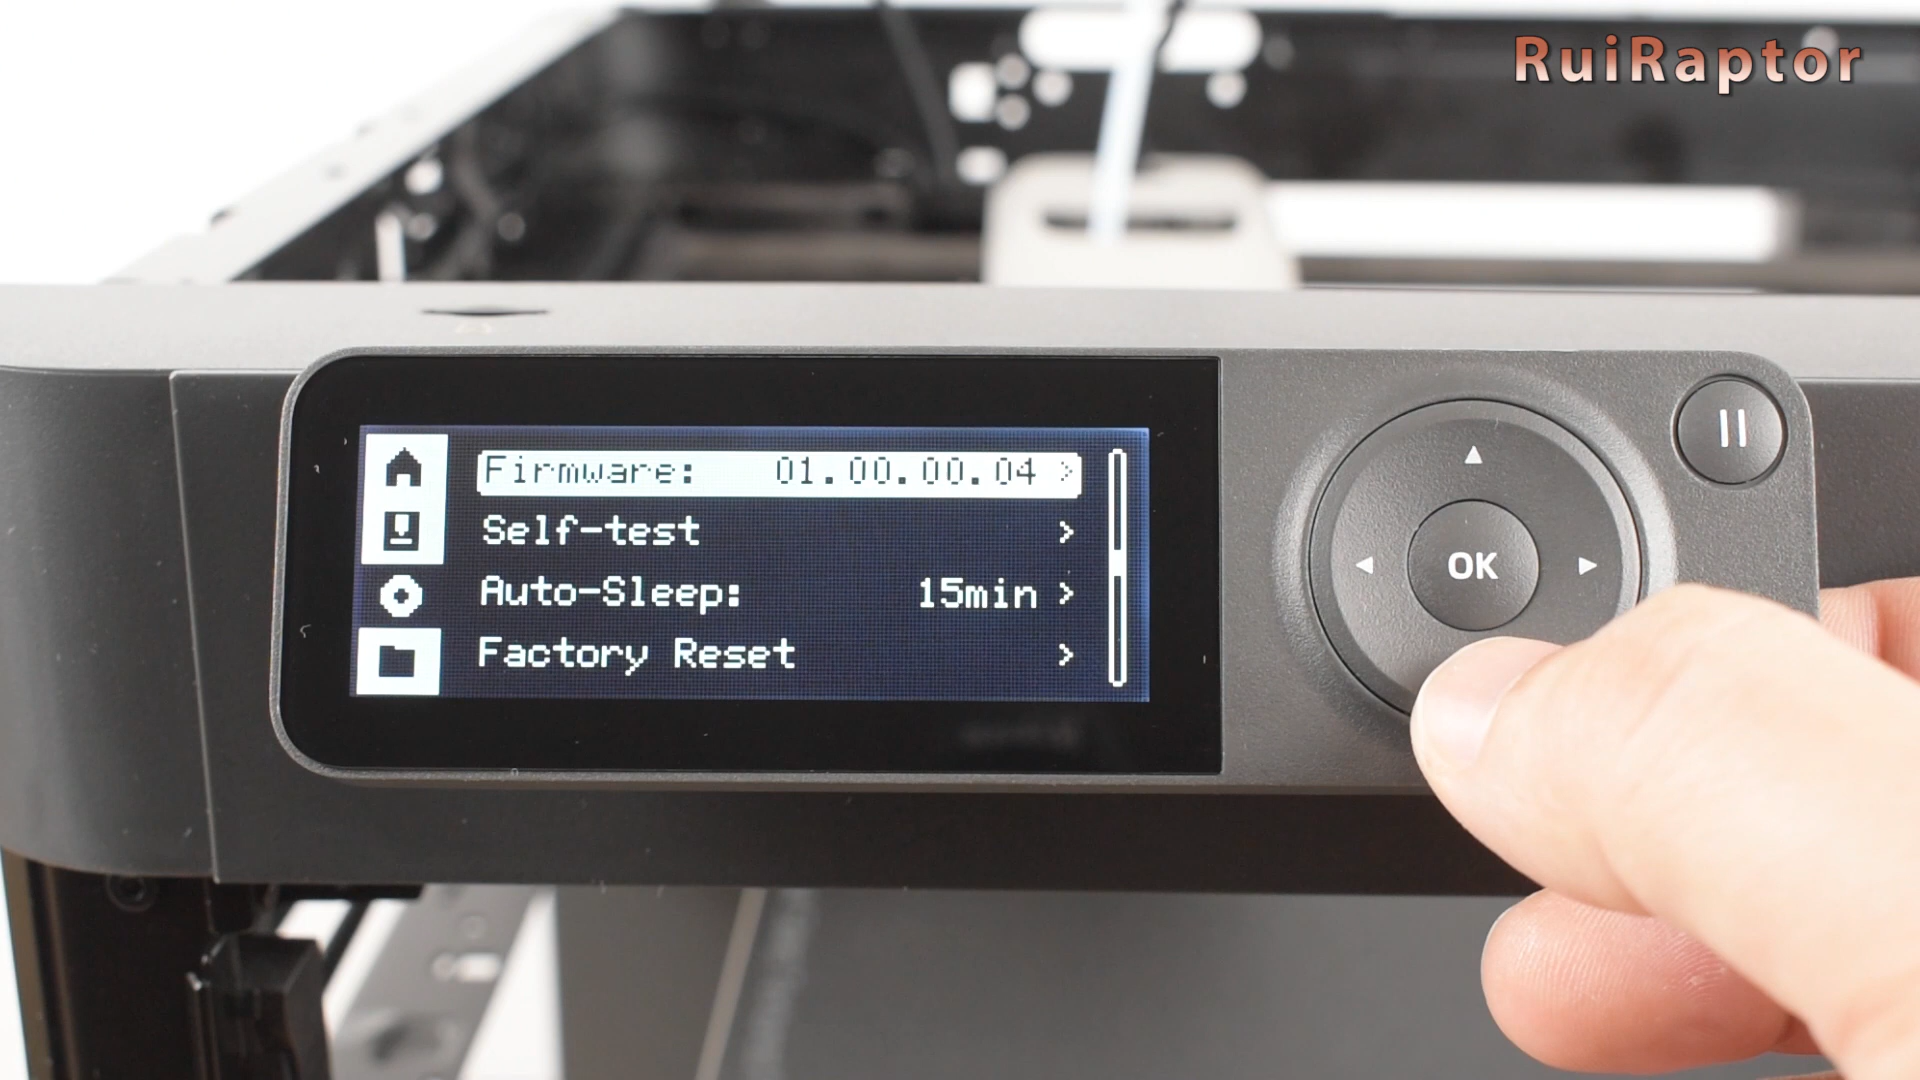 RuiRaptor
Firmware: 01.00.00.04 >
Self-test >
Auto-Sleep: 15min >
Factory Reset >
OK